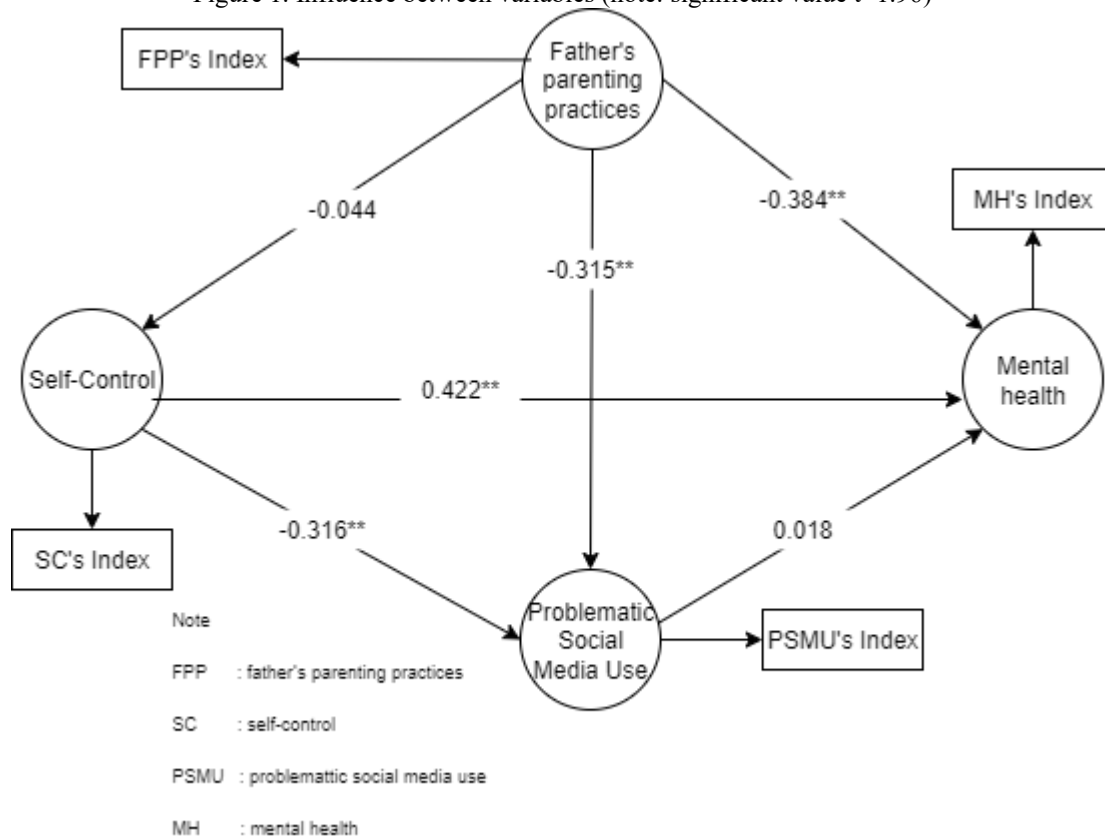 Figure 1. Influence between variables (note: significant value
Father's
parenting
practices
FPP's Index
-0.044
-0.384**
MH's Index
-0.315**
Self-Control
0.422**
Mental
health
-0.316**
0.018
SC's Index
Problematic
Social
Media Use
PSMU's Index
Note
FPP : father's parenting practices
SC : self-control
PSMU : problemattic social media use
MH : mental health